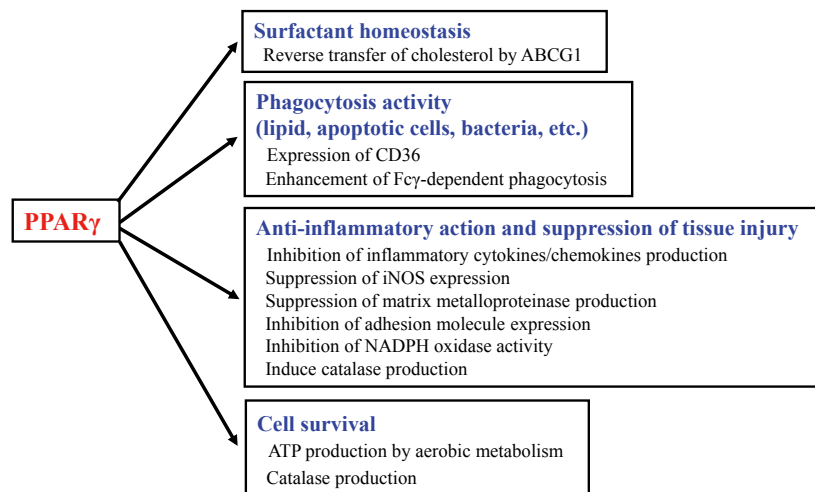 Surfactant homeostasis
Reverse transfer of cholesterol by ABCG1
Phagocytosis activity
(lipid, apoptotic cells, bacteria, etc.)
Expression of CD36
Enhancement of Fcγ-dependent phagocytosis
PPARγ
Anti-inflammatory action and suppression of tissue injury
Inhibition of inflammatory cytokines/chemokines production
Suppression of iNOS expression
Suppression of matrix metalloproteinase production
Inhibition of adhesion molecule expression
Inhibition of NADPH oxidase activity
Induce catalase production
Cell survival
ATP production by aerobic metabolism
Catalase production